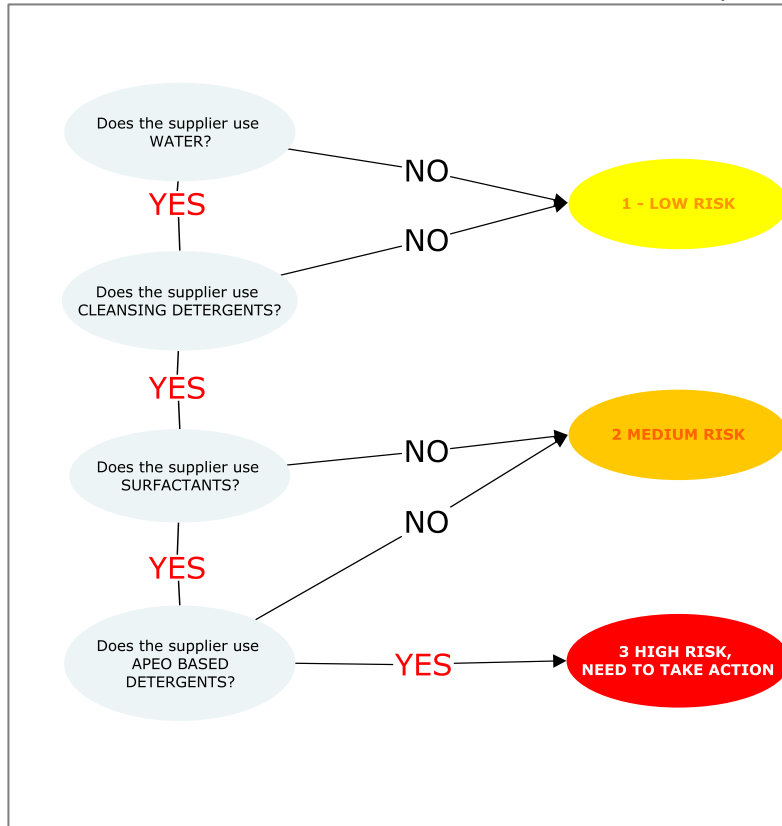 Does the supplier use
WATER?
NO
YES
1 - LOW RISK
NO
Does the supplier use
CLEANSING DETERGENTS?
YES
2 MEDIUM RISK
NO
Does the supplier use
SURFACTANTS?
NO
YES
Does the supplier use
APEO BASED
DETERGENTS?
YES
3 HIGH RISK,
NEED TO TAKE ACTION